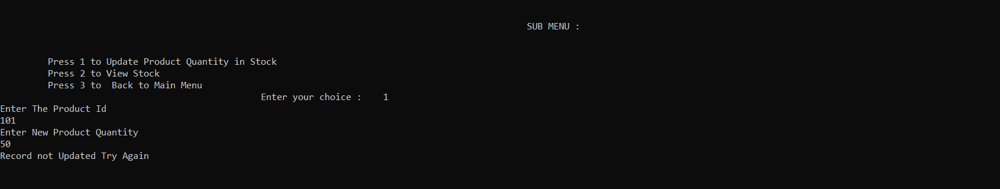 SUB MENU :
Press 1 to Update Product Quantity in Stock
Press 2 to View Stock
Press 3 to  Back to Main Menu
Enter your choice :    1
Enter The Product Id
101
Enter New Product Quantity
50
Record not Updated Try Again